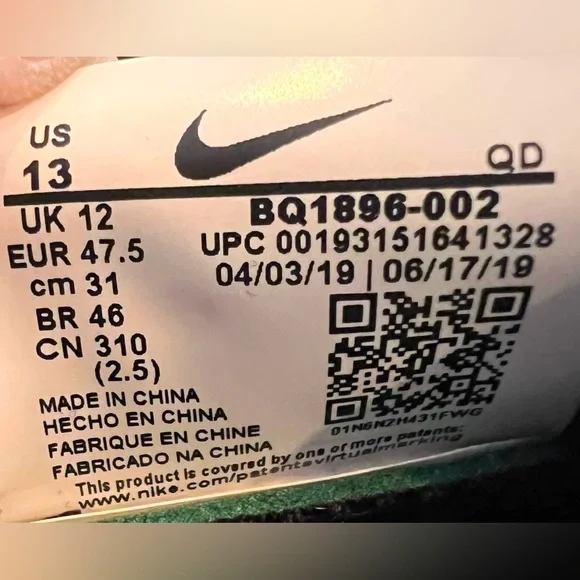 US
13
UK 12
EUR 47.5
cm 31
BR 46
CN 310
(2.5)
QD
BQ1896-002
UPC 00193151641328
04/03/19 | 06/17/19
01N6N2H431FWG
MADE IN CHINA
HECHO EN CHINA
FABRIQUE EN CHINE
FABRICADO NA CHINA
This product is covered by one or more patents:
www.nike.com/patentsvirtualmarking